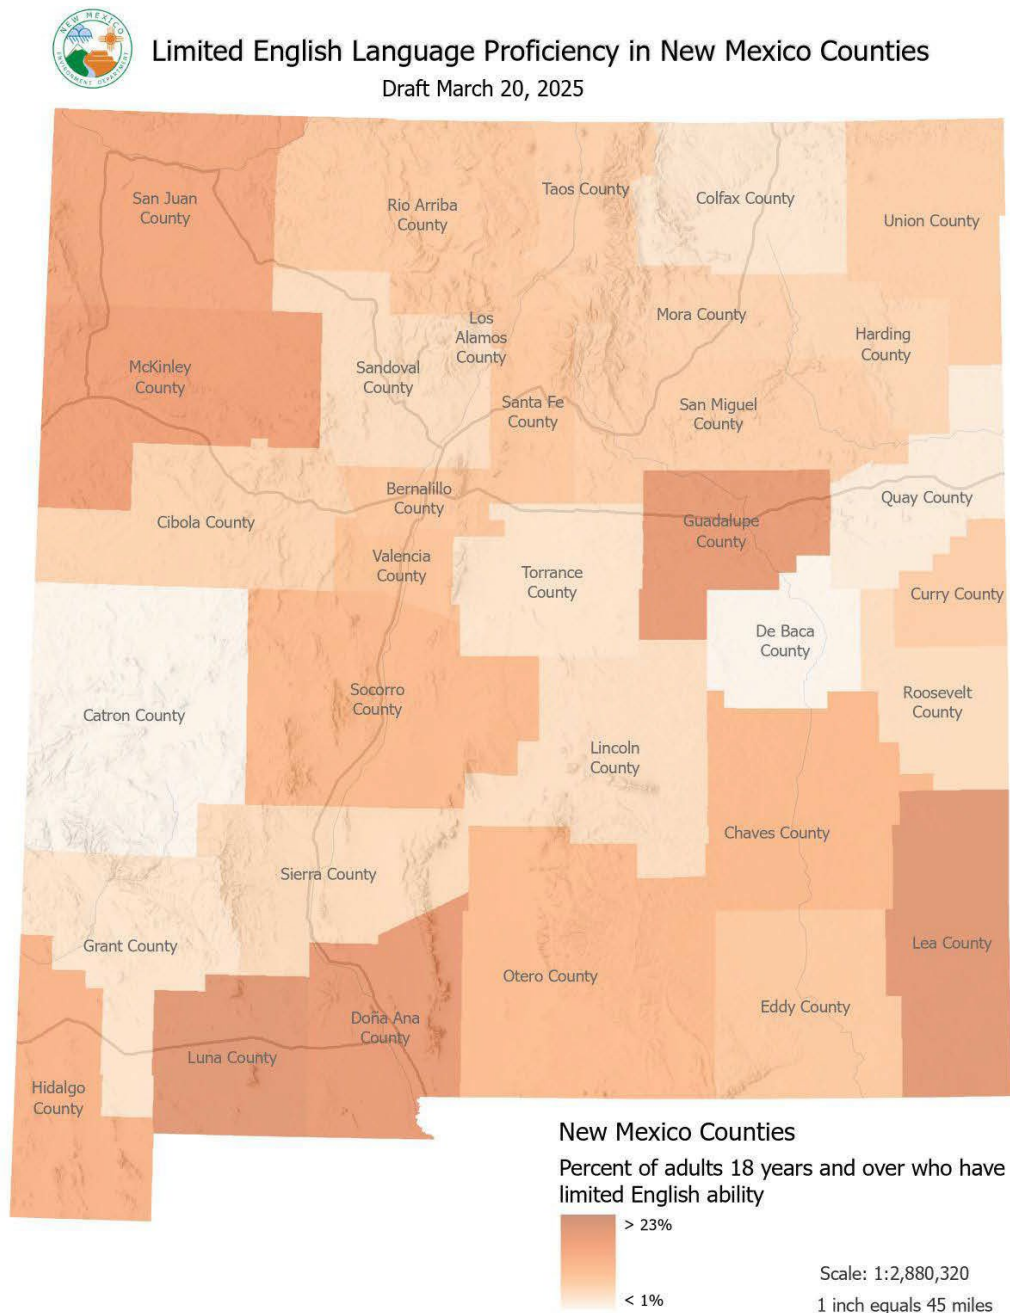 NEW MEXICO
ENVIRONMENT DEPARTMENT
Limited English Language Proficiency in New Mexico Counties
Draft March 20, 2025
San Juan
County
Rio Arriba
County
Taos County
Colfax County
Union County
McKinley
County
Sandoval
County
Los
Alamos
County
Mora County
Harding
County
Santa Fe
County
San Miguel
County
Cibola County
Bernalillo
County
Valencia
County
Torrance
County
Guadalupe
County
Quay County
Curry County
De Baca
County
Roosevelt
County
Catron County
Socorro
County
Lincoln
County
Chaves County
Sierra County
Grant County
Otero County
Lea County
Eddy County
Doña Ana
County
Luna County
Hidalgo
County
New Mexico Counties
Percent of adults 18 years and over who have
limited English ability
> 23%
< 1%
Scale: 1:2,880,320
1 inch equals 45 miles